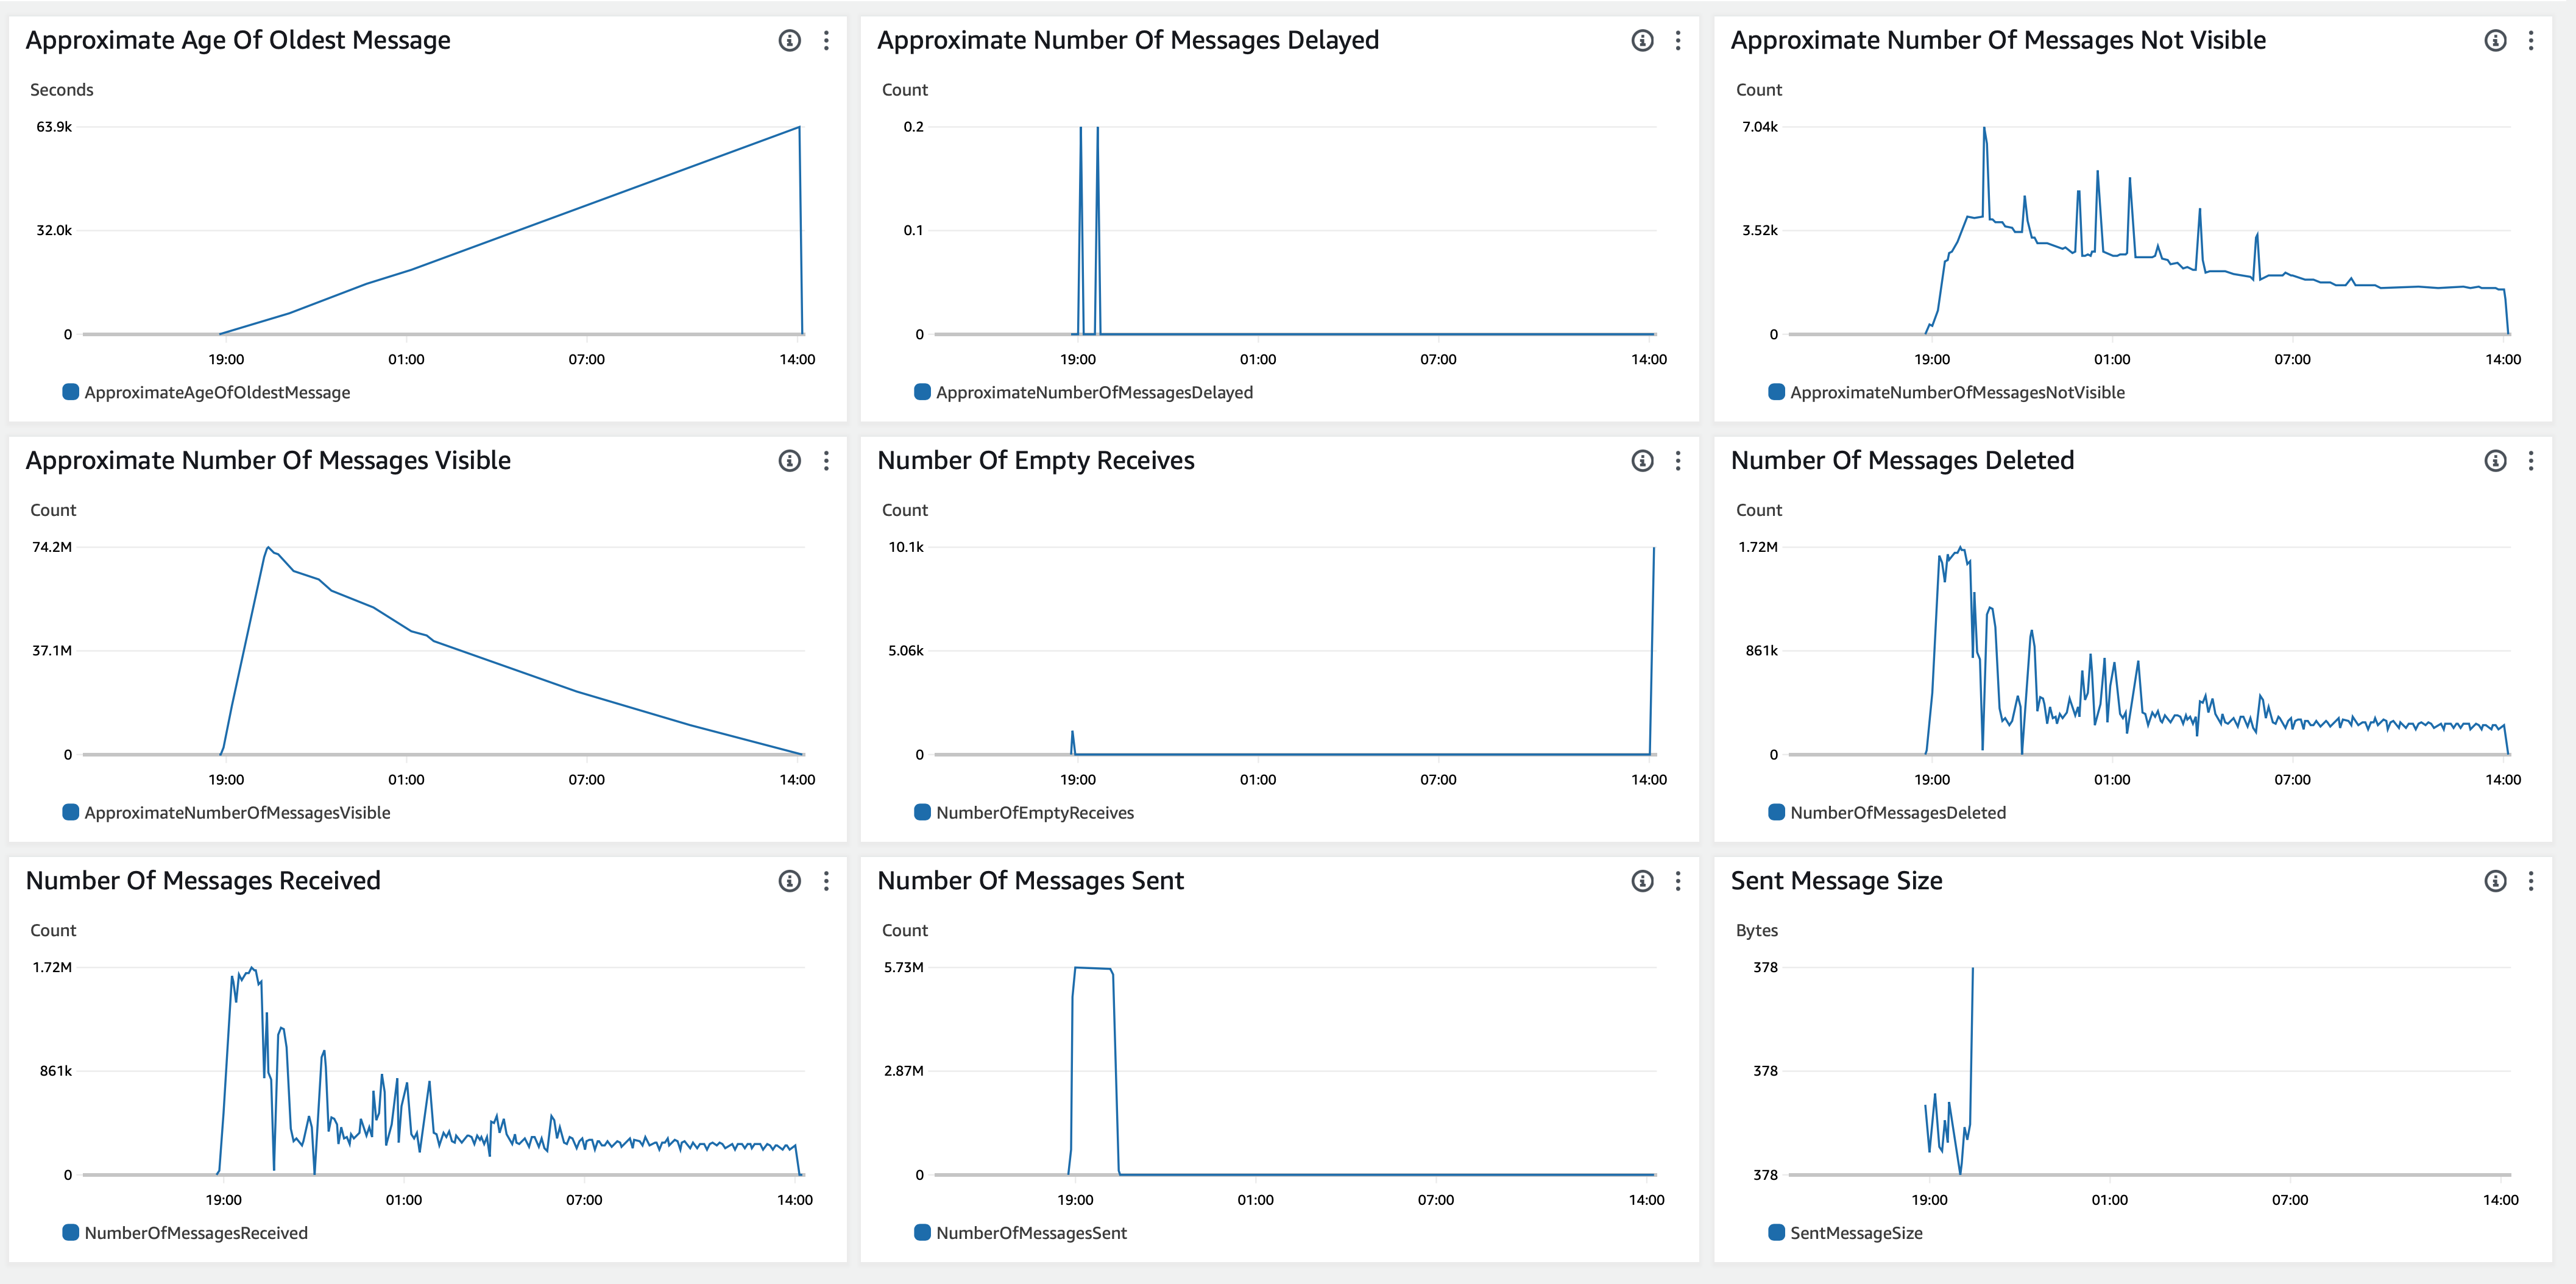 Approximate Age Of Oldest Message
Seconds
63.9k
32.0k
0
19:00 01:00 07:00 14:00
ApproximateAgeOfOldestMessage
Approximate Number Of Messages Delayed
Count
0.2
0.1
0
19:00 01:00 07:00 14:00
ApproximateNumberOfMessagesDelayed
Approximate Number Of Messages Not Visible
Count
7.04k
3.52k
0
19:00 01:00 07:00 14:00
ApproximateNumberOfMessagesNotVisible
Approximate Number Of Messages Visible
Count
74.2M
37.1M
0
19:00 01:00 07:00 14:00
ApproximateNumberOfMessagesVisible
Number Of Empty Receives
Count
10.1k
5.06k
0
19:00 01:00 07:00 14:00
NumberOfEmptyReceives
Number Of Messages Deleted
Count
1.72M
861k
0
19:00 01:00 07:00 14:00
NumberOfMessagesDeleted
Number Of Messages Received
Count
1.72M
861k
0
19:00 01:00 07:00 14:00
NumberOfMessagesReceived
Number Of Messages Sent
Count
5.73M
2.87M
0
19:00 01:00 07:00 14:00
NumberOfMessagesSent
Sent Message Size
Bytes
378
378
378
19:00 01:00 07:00 14:00
SentMessageSize